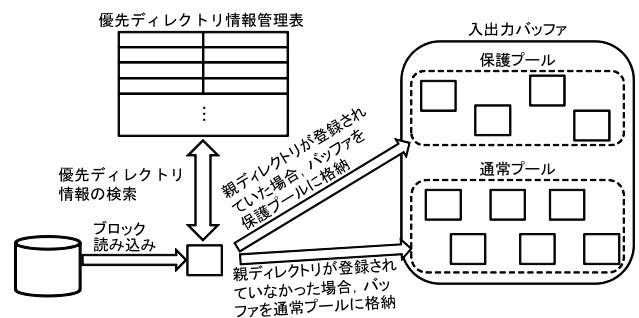 優先ディレクトリ情報管理表
入出力バッファ
保護プール
⋮
親ディレクトリが登録され
ていた場合，バッファを
保護プールに格納
優先ディレクトリ
情報の検索
通常プール
ブロック
読み込み
親ディレクトリが登録され
ていなかった場合，バッ
ファを通常プールに格納